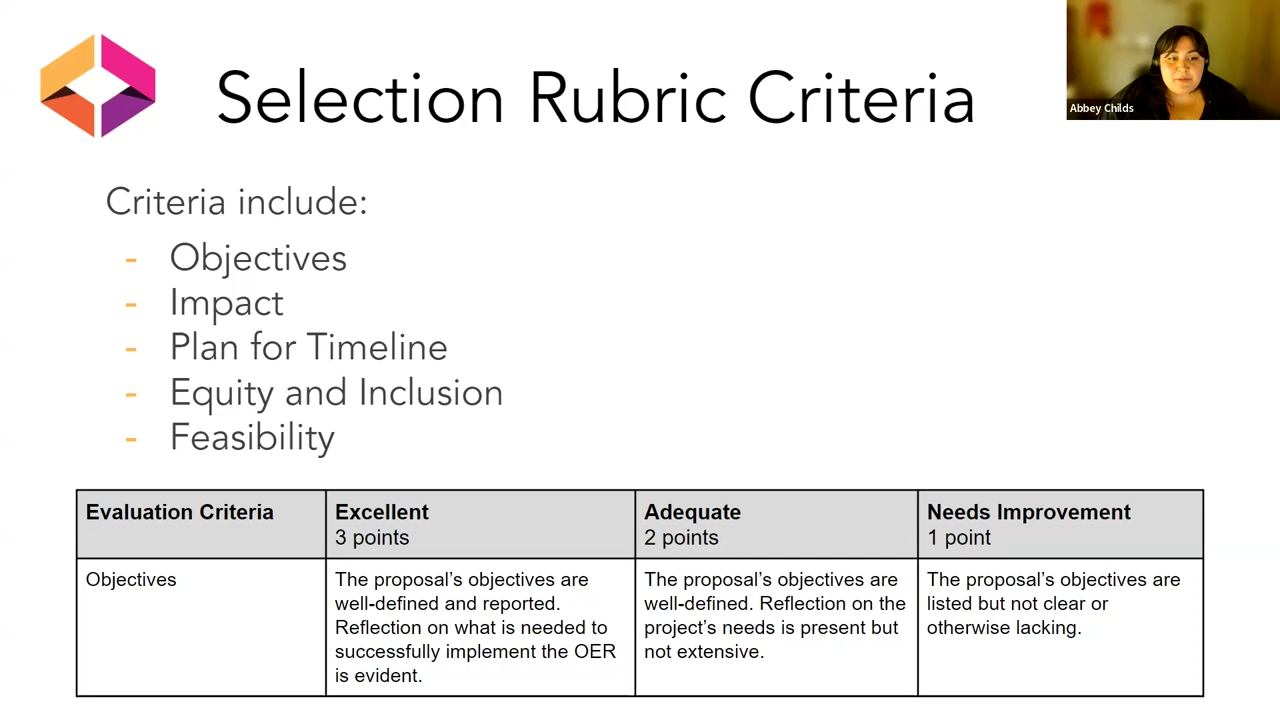 Selection Rubric Criteria
Abbey Childs
Criteria include:
- Objectives
- Impact
- Plan for Timeline
- Equity and Inclusion
- Feasibility
Evaluation Criteria
Excellent
3 points
Adequate
2 points
Needs Improvement
1 point
Objectives
The proposal’s objectives are
well-defined and reported.
Reflection on what is needed to
successfully implement the OER
is evident.
The proposal’s objectives are
well-defined. Reflection on the
project’s needs is present but
not extensive.
The proposal’s objectives are
listed but not clear or
otherwise lacking.